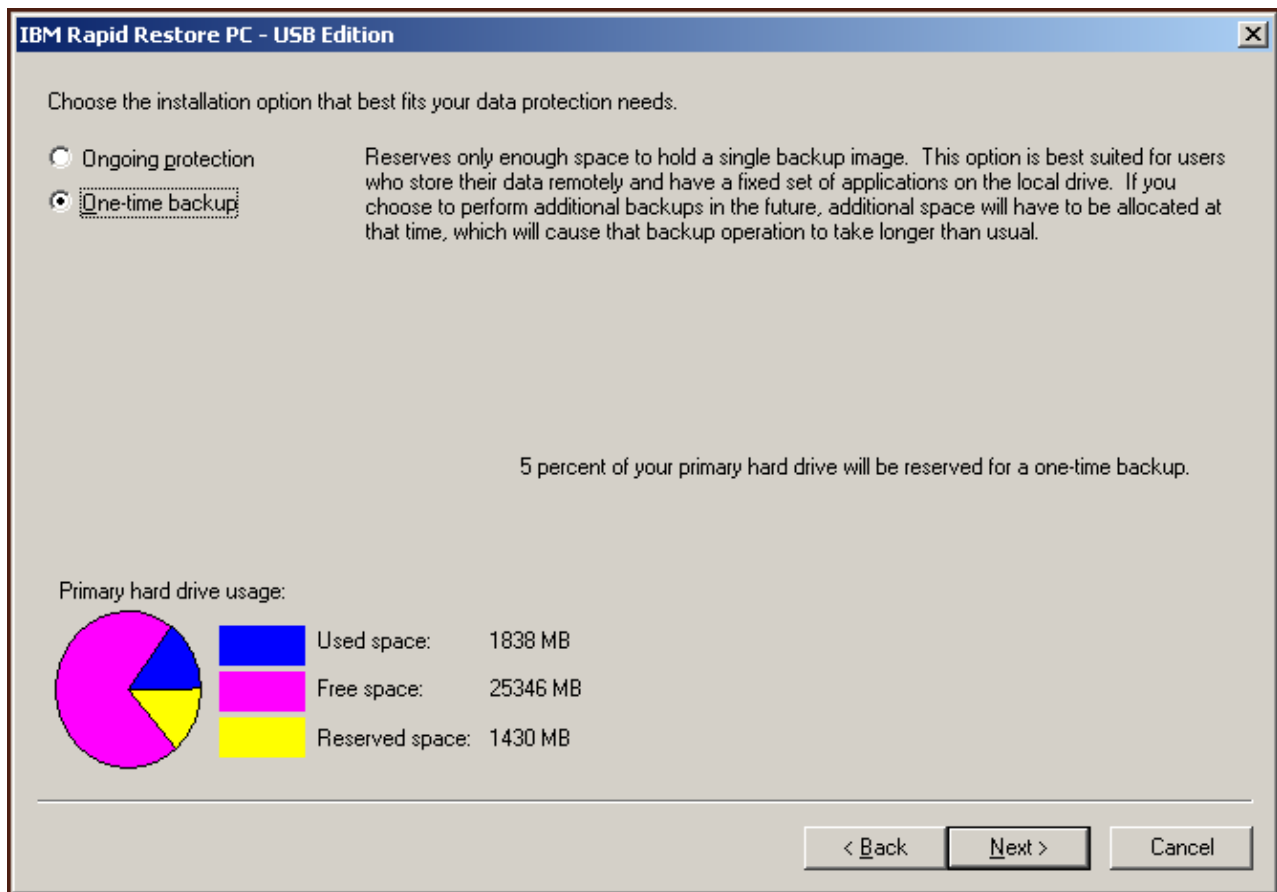 IBM Rapid Restore PC - USB Edition
Choose the installation option that best fits your data protection needs.
Ongoing protection
One-time backup
Reserves only enough space to hold a single backup image. This option is best suited for users
who store their data remotely and have a fixed set of applications on the local drive. If you
choose to perform additional backups in the future, additional space will have to be allocated at
that time, which will cause that backup operation to take longer than usual.
5 percent of your primary hard drive will be reserved for a one-time backup.
Primary hard drive usage:
Used space: 1838 MB
Free space: 25346 MB
Reserved space: 1430 MB
< Back Next > Cancel